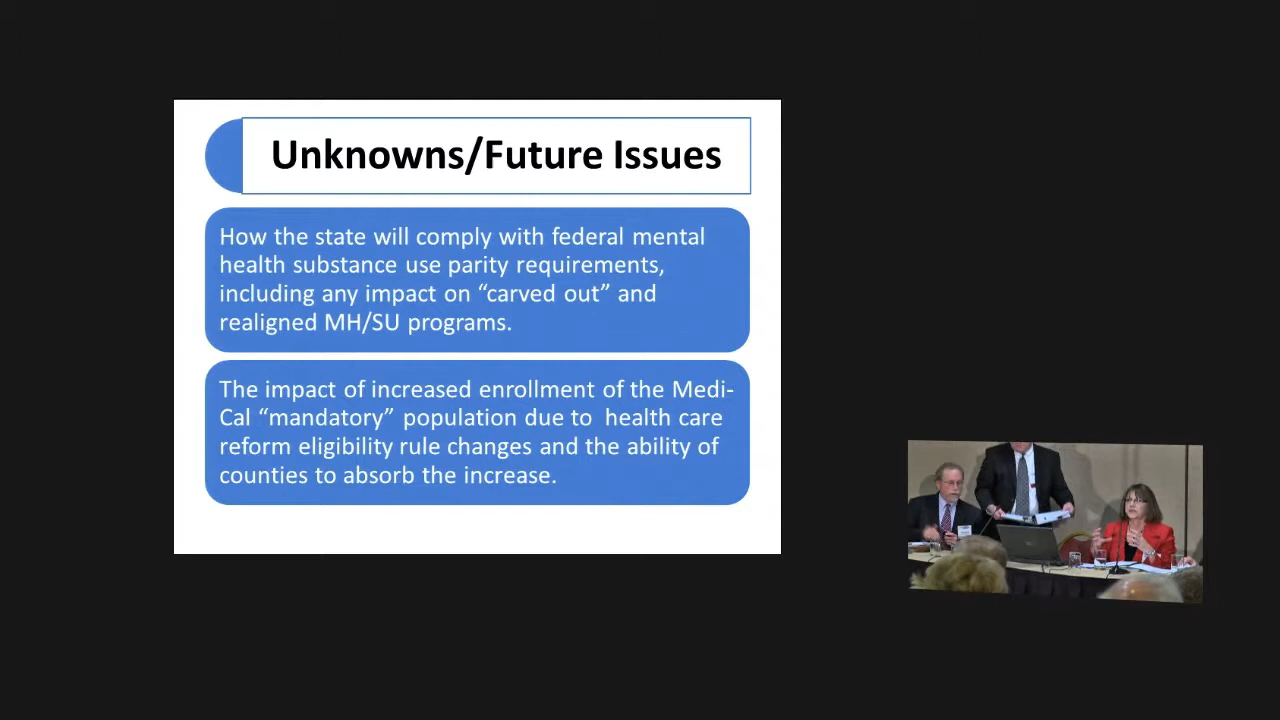 Unknowns/Future Issues
How the state will comply with federal mental
health substance use parity requirements,
including any impact on “carved out” and
realigned MH/SU programs.
The impact of increased enrollment of the Medi-
Cal “mandatory” population due to health care
reform eligibility rule changes and the ability of
counties to absorb the increase.